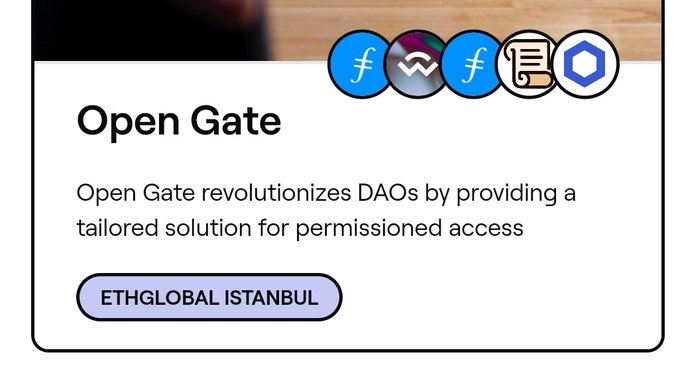 Open Gate
Open Gate revolutionizes DAOs by providing a
tailored solution for permissioned access
ETHGLOBAL ISTANBUL